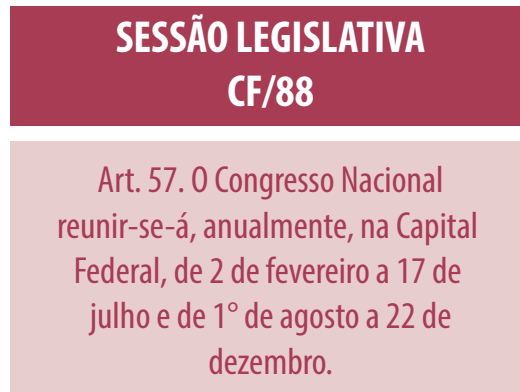 SESSÃO LEGISLATIVA
CF/88
Art. 57. O Congresso Nacional
reunir-se-á, anualmente, na Capital
Federal, de 2 de fevereiro a 17 de
julho e de 1° de agosto a 22 de
dezembro.